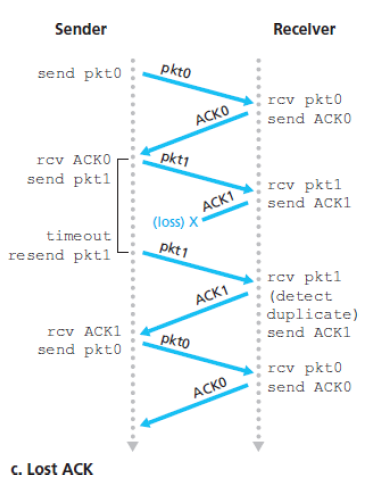 Sender
Receiver
send pkt0
pkt0
rcv pkt0
send ACK0
ACK0
rcv ACK0
send pkt1
pkt1
rcv pkt1
send ACK1
ACK1
(loss) X
timeout
resend pkt1
pkt1
rcv pkt1
(detect
duplicate)
send ACK1
ACK1
rcv ACK1
send pkt0
pkt0
rcv pkt0
send ACK0
ACK0
c. Lost ACK